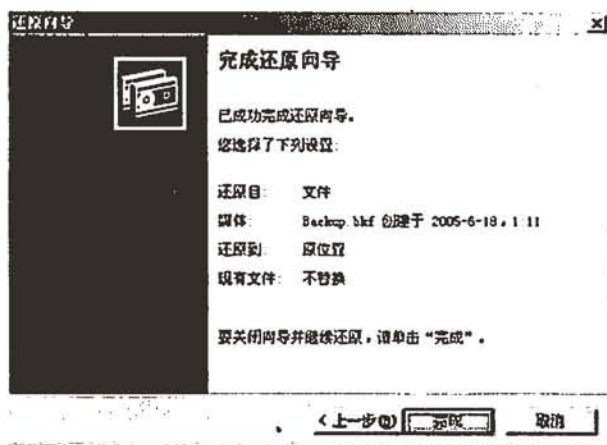 还原向导
完成还原向导
已成功完成还原向导。
您选择了下列设置:
还原自: 文件
媒体: Backup.bkf 创建于 2005-6-18, 1:11
还原到: 原位置
现有文件: 不替换
要关闭向导并继续还原,请单击“完成”。
<上一步(B) 完成 取消